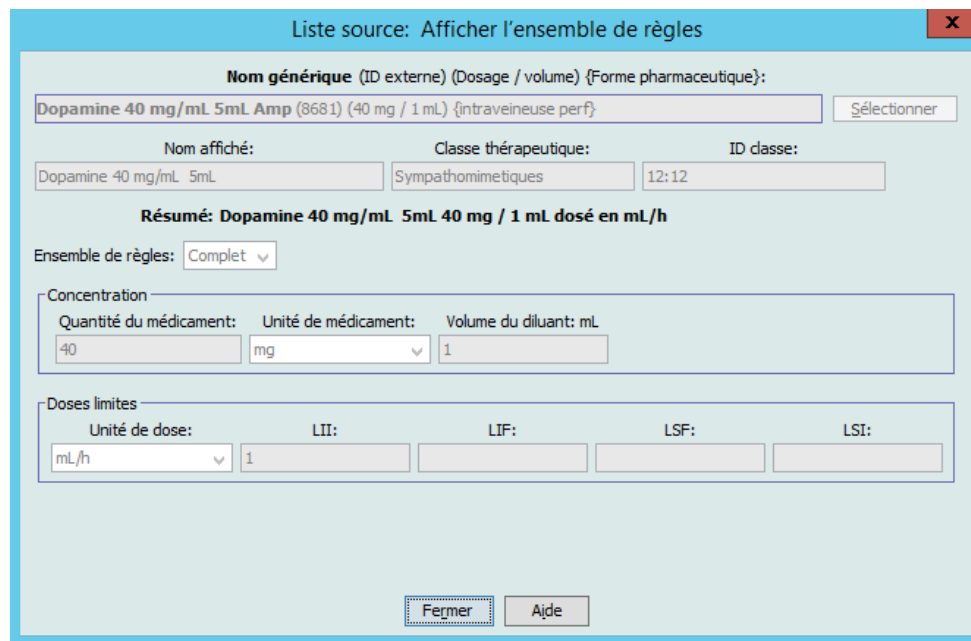 Liste source: Afficher l'ensemble de règles
x
Nom générique (ID externe) (Dosage / volume) {Forme pharmaceutique}:
Dopamine 40 mg/mL 5mL Amp (8681) (40 mg / 1 mL) {intraveineuse perf}
Sélectionner
Nom affiché: Classe thérapeutique: ID classe:
Dopamine 40 mg/mL 5mL Sympathomimetiques 12:12
Résumé: Dopamine 40 mg/mL 5mL 40 mg / 1 mL dosé en mL/h
Ensemble de règles: Complet
Concentration
Quantité du médicament: Unité de médicament: Volume du diluant: mL
40 mg 1
Doses limites
Unité de dose: LII: LIF: LSF: LSI:
mL/h 1
Fermer Aide